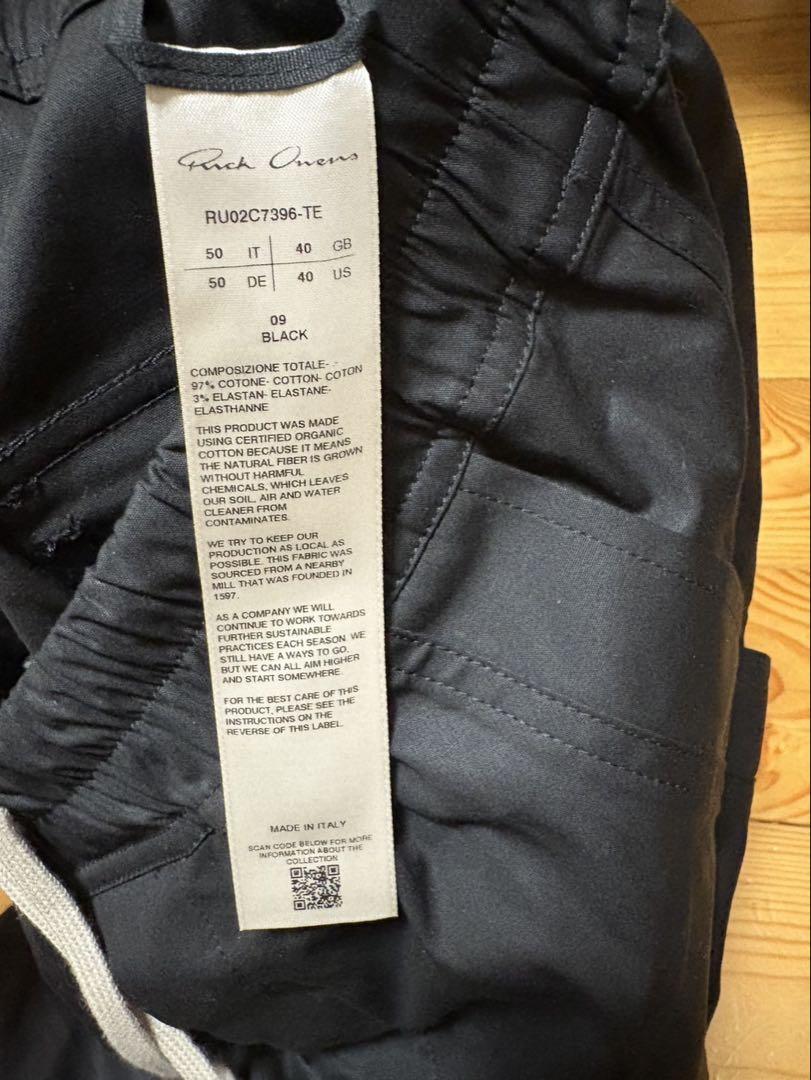 Rick Owens
RU02C7396-TE
50 IT 40 GB
50 DE 40 US
09
BLACK
COMPOSIZIONE TOTALE- -
97% COTONE- COTTON- COTON
3% ELASTAN- ELASTANE-
ELASTHANNE
THIS PRODUCT WAS MADE
USING CERTIFIED ORGANIC
COTTON BECAUSE IT MEANS
THE NATURAL FIBER IS GROWN
WITHOUT HARMFUL
CHEMICALS, WHICH LEAVES
OUR SOIL, AIR AND WATER
CLEANER FROM
CONTAMINATES.
WE TRY TO KEEP OUR
PRODUCTION AS LOCAL AS
POSSIBLE. THIS FABRIC WAS
SOURCED FROM A NEARBY
MILL THAT WAS FOUNDED IN
1597.
AS A COMPANY WE WILL
CONTINUE TO WORK TOWARDS
FURTHER SUSTAINABLE
PRACTICES EACH SEASON. WE
STILL HAVE A WAYS TO GO,
BUT WE CAN ALL AIM HIGHER
AND START SOMEWHERE.
FOR THE BEST CARE OF THIS
PRODUCT, PLEASE SEE THE
INSTRUCTIONS ON THE
REVERSE OF THIS LABEL.
MADE IN ITALY
SCAN CODE BELOW FOR MORE
INFORMATION ABOUT THE
COLLECTION